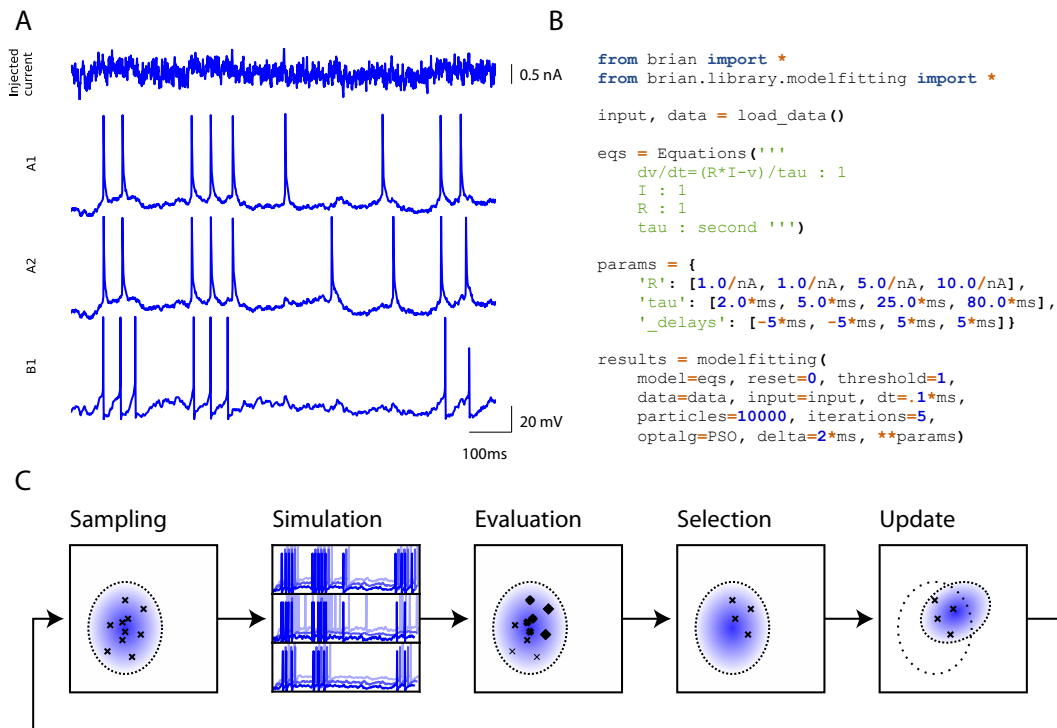 A
Injected
current
0.5 nA
A1
A2
B1
20 mV
100ms
B
from brian import *
from brian.library.modelfitting import *
input, data = load_data()
eqs = Equations('''
dv/dt=(R*I-v)/tau : 1
I : 1
R : 1
tau : second ''')
params = {
'R': [1.0/nA, 1.0/nA, 5.0/nA, 10.0/nA],
'tau': [2.0*ms, 5.0*ms, 25.0*ms, 80.0*ms],
'_delays': [-5*ms, -5*ms, 5*ms, 5*ms]}
results = modelfitting(
model=eqs, reset=0, threshold=1,
data=data, input=input, dt=.1*ms,
particles=10000, iterations=5,
optalg=PSO, delta=2*ms, **params)
C
Sampling
Simulation
Evaluation
Selection
Update